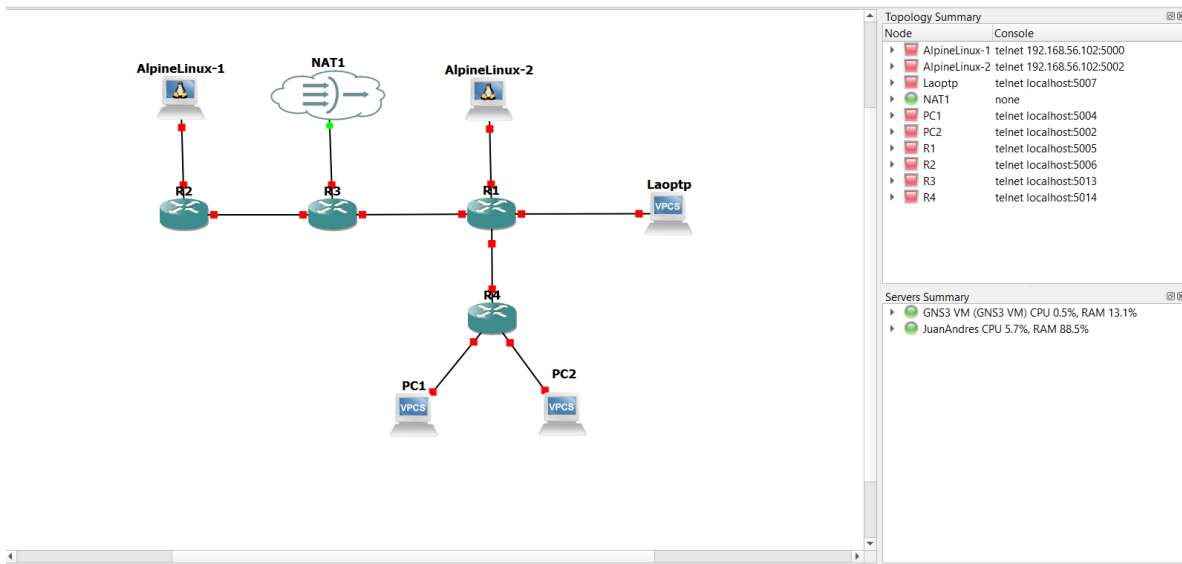 AlpineLinux-1
NAT1
AlpineLinux-2
R2
R3
R1
Laoptp
VPCS
R4
PC1
PC2
VPCS
VPCS
Topology Summary
Node Console
AlpineLinux-1 telnet 192.168.56.102:5000
AlpineLinux-2 telnet 192.168.56.102:5002
Laoptp telnet localhost:5007
NAT1 none
PC1 telnet localhost:5004
PC2 telnet localhost:5002
R1 telnet localhost:5005
R2 telnet localhost:5006
R3 telnet localhost:5013
R4 telnet localhost:5014
Servers Summary
GNS3 VM (GNS3 VM) CPU 0.5%, RAM 13.1%
JuanAndres CPU 5.7%, RAM 88.5%